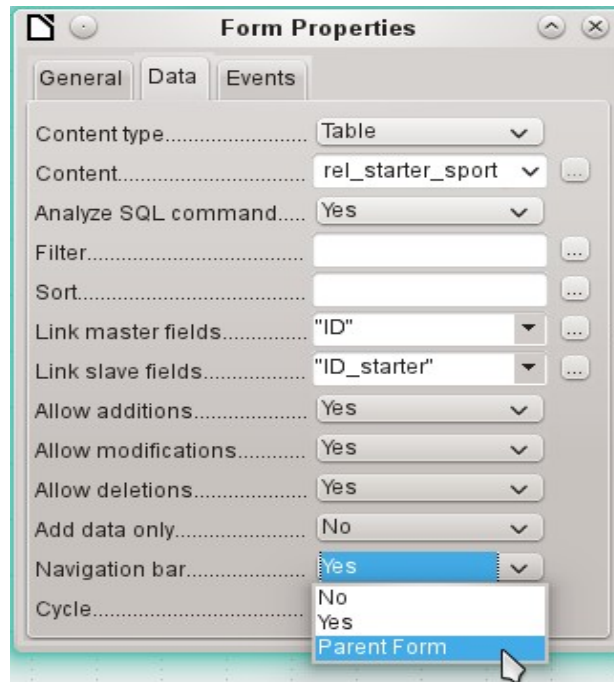 Form Properties
General Data Events
Content type....................... Table
Content.............................. rel_starter_sport ...
Analyze SQL command..... Yes
Filter................................... ...
Sort..................................... ...
Link master fields............... "ID" ...
Link slave fields................. "ID_starter" ...
Allow additions.................. Yes
Allow modifications............ Yes
Allow deletions.................. Yes
Add data only..................... No
Navigation bar.................... Yes
Cycle
No
Yes
Parent Form